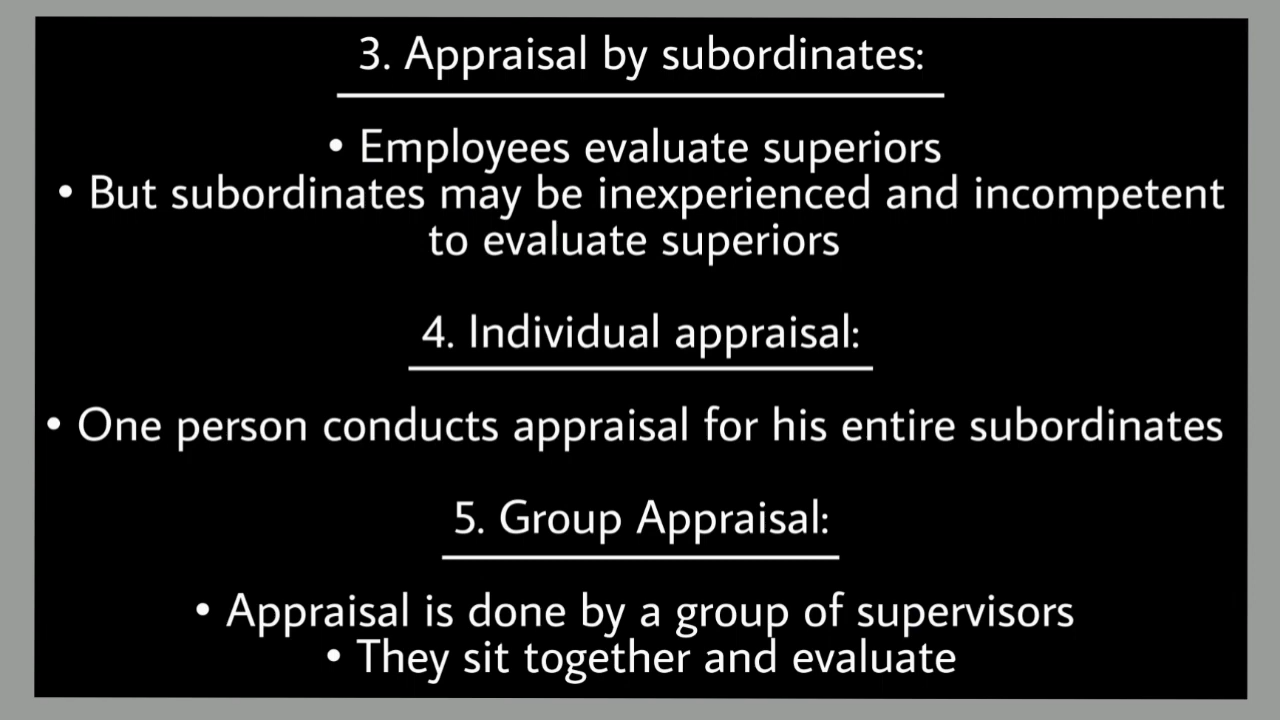 3. Appraisal by subordinates:
• Employees evaluate superiors
• But subordinates may be inexperienced and incompetent
to evaluate superiors
4. Individual appraisal:
• One person conducts appraisal for his entire subordinates
5. Group Appraisal:
• Appraisal is done by a group of supervisors
• They sit together and evaluate